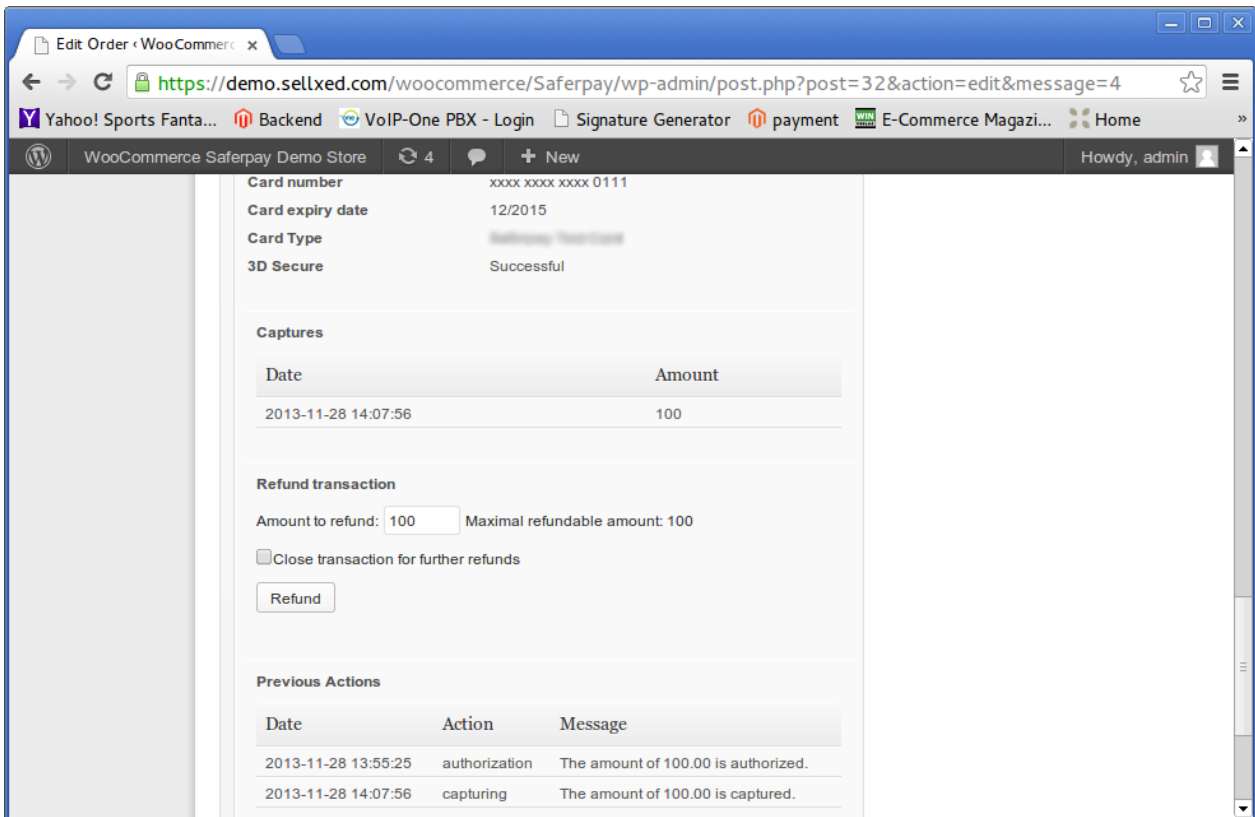 Edit Order ‹ WooCommerc
https://demo.sellxed.com/woocommerce/Saferpay/wp-admin/post.php?post=32&action=edit&message=4
Yahoo! Sports Fanta... Backend VoIP-One PBX - Login Signature Generator payment E-Commerce Magazi... Home »
WooCommerce Saferpay Demo Store 4 + New Howdy, admin
Card number xxxx xxxx xxxx 0111
Card expiry date 12/2015
Card Type
3D Secure Successful
Captures
Date Amount
2013-11-28 14:07:56 100
Refund transaction
Amount to refund: 100 Maximal refundable amount: 100
Close transaction for further refunds
Refund
Previous Actions
Date Action Message
2013-11-28 13:55:25 authorization The amount of 100.00 is authorized.
2013-11-28 14:07:56 capturing The amount of 100.00 is captured.